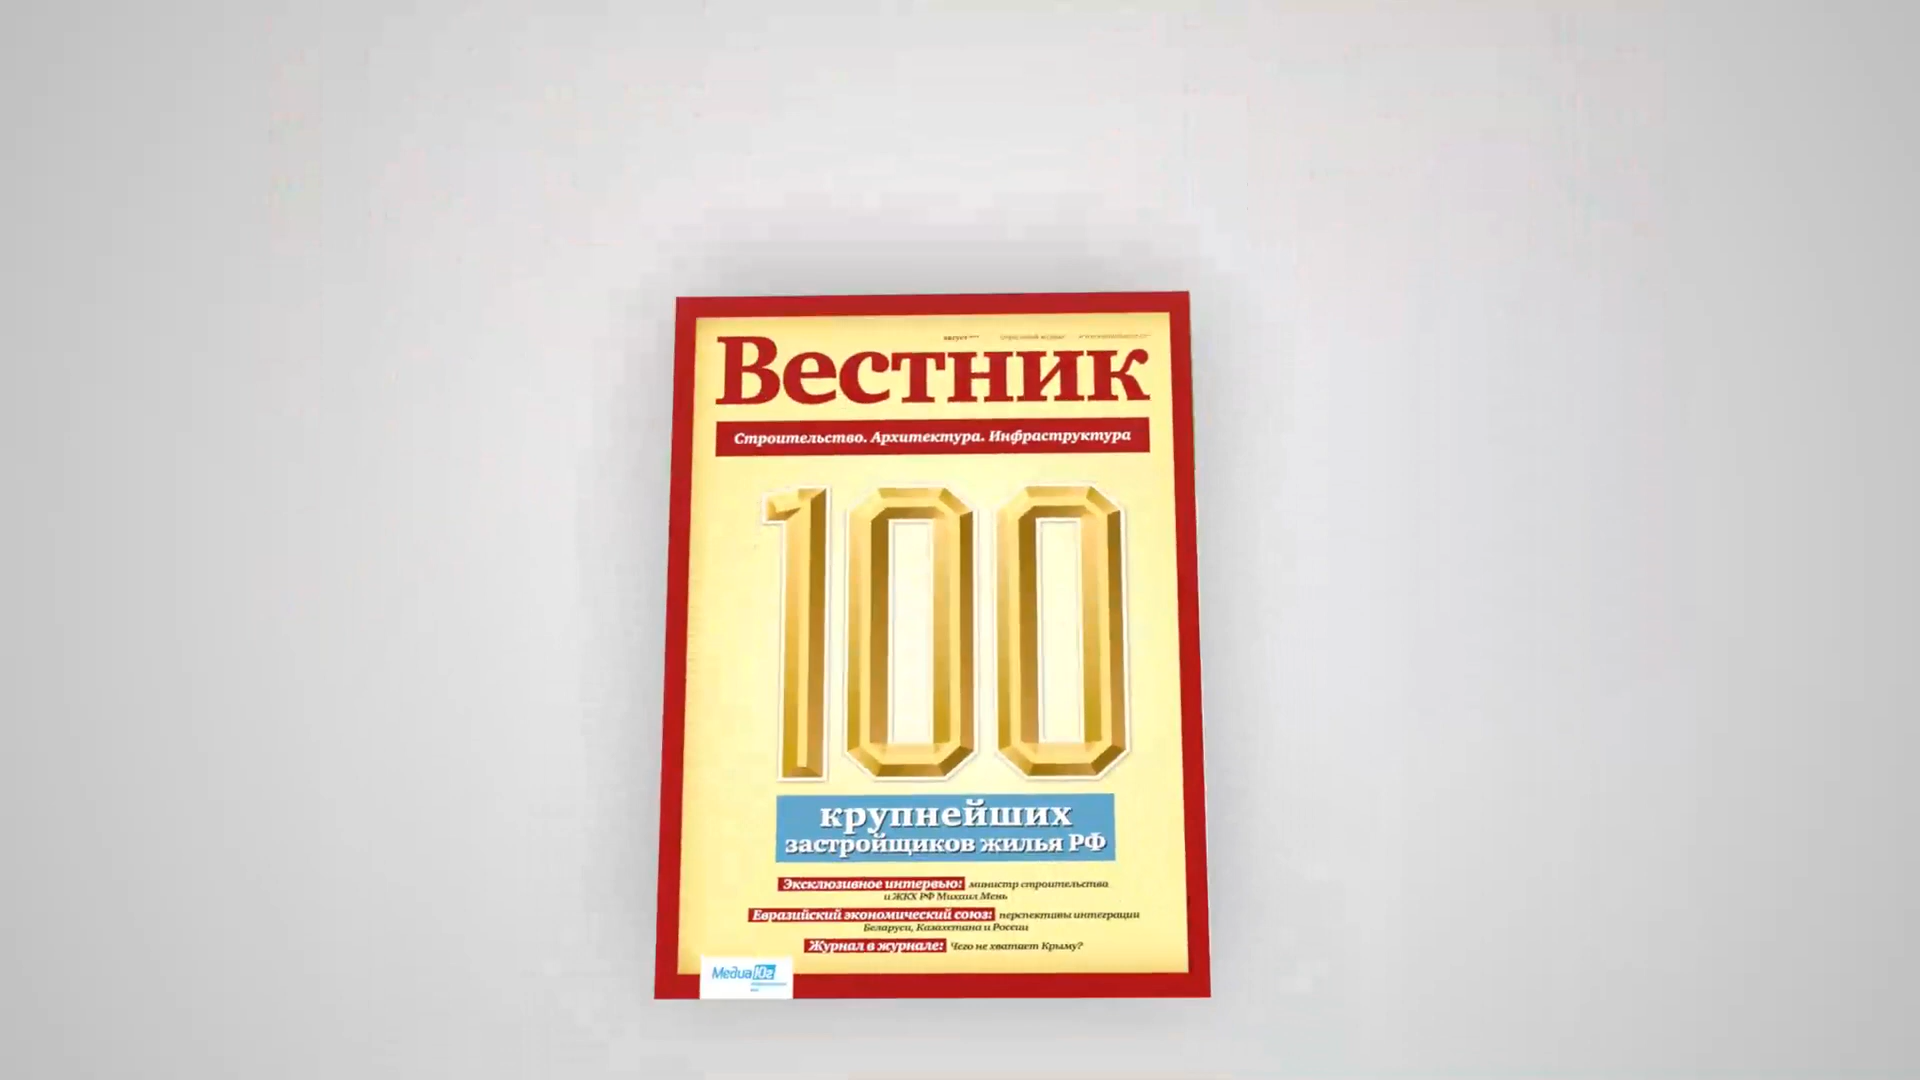 август
Вестник
Строительство. Архитектура. Инфраструктура
100
крупнейших
застройщиков жилья РФ
Эксклюзивное интервью: министр строительства
и ЖКХ РФ Михаил Мень
Евразийский экономический союз: перспективы интеграции
Беларуси, Казахстана и России
Журнал в журнале: Чего не хватает Крыму?
Медиа Юг